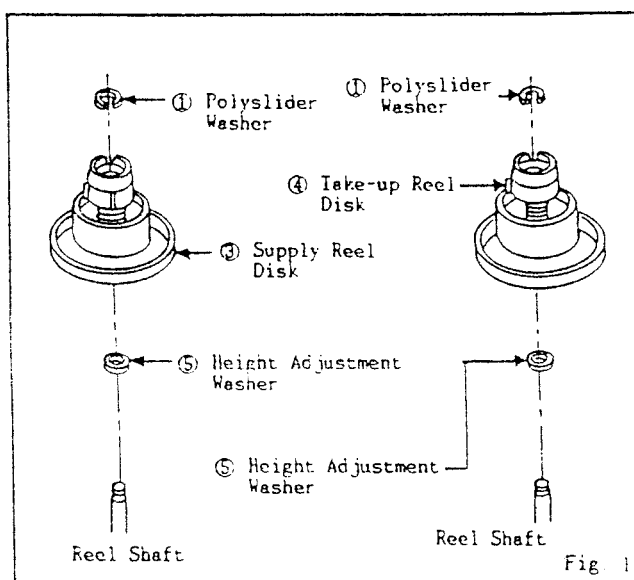 ① Polyslider
Washer
① Polyslider
Washer
④ Take-up Reel
Disk
③ Supply Reel
Disk
⑤ Height Adjustment
Washer
⑤ Height Adjustment
Washer
Reel Shaft
Reel Shaft
Fig. 1